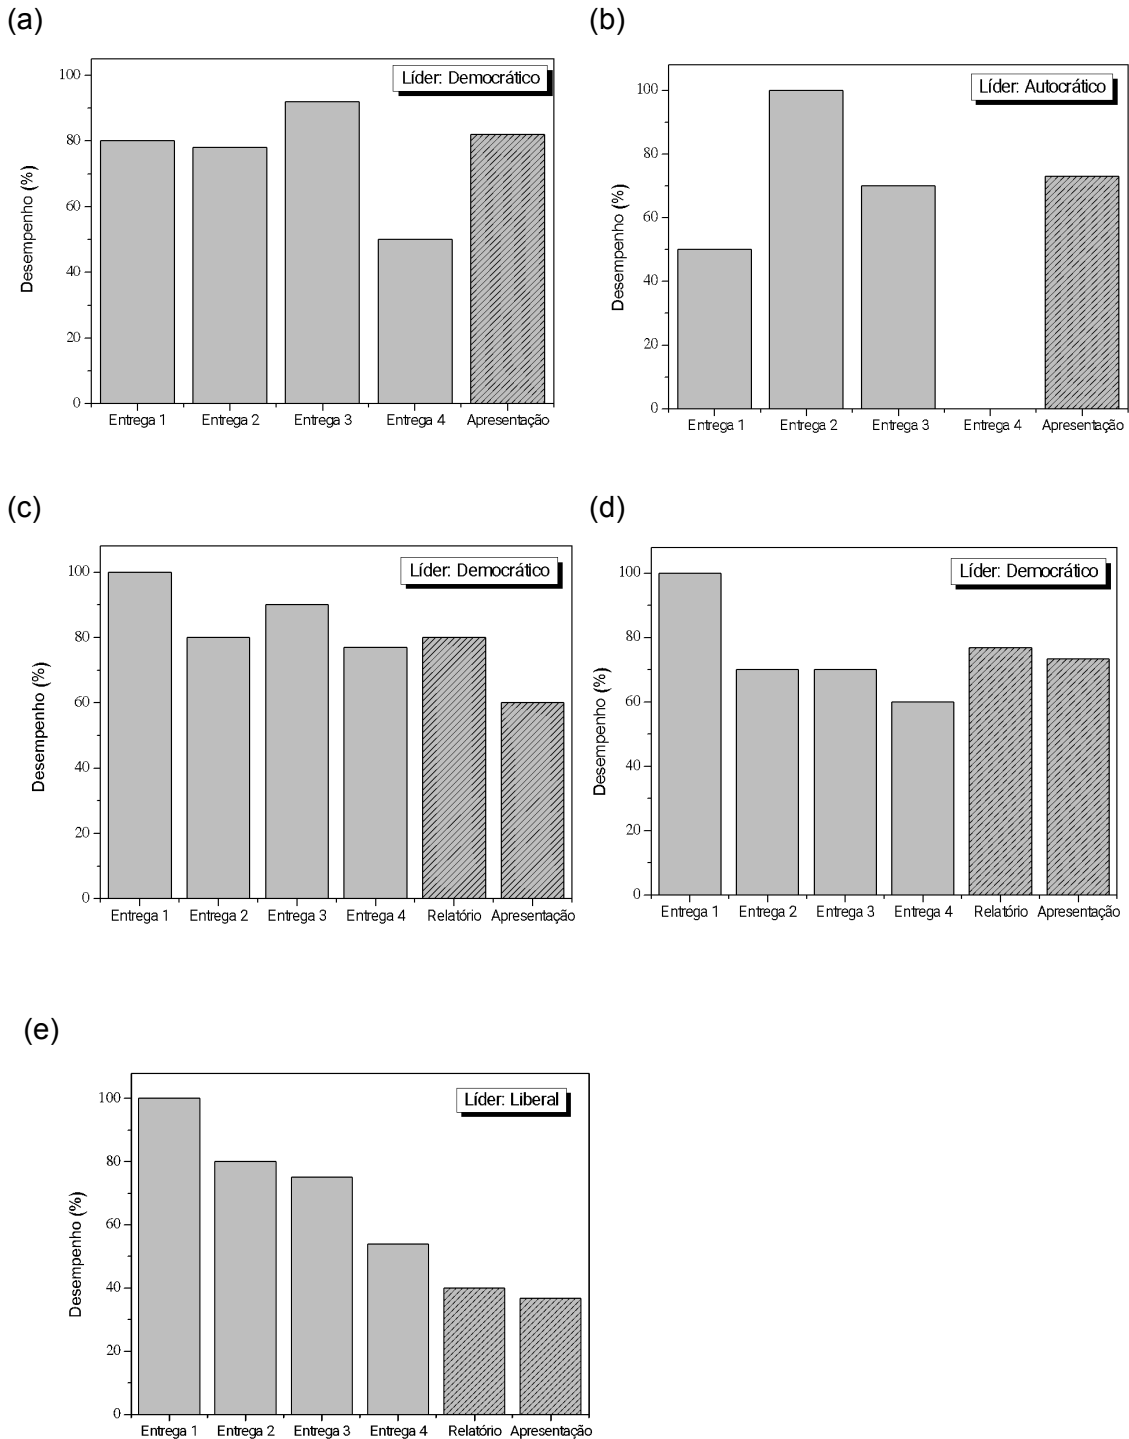 (a)
Líder: Democrático
Desempenho (%)
100
80
60
40
20
0
Entrega 1 Entrega 2 Entrega 3 Entrega 4 Apresentação
(b)
Líder: Autocrático
Desempenho (%)
100
80
60
40
20
0
Entrega 1 Entrega 2 Entrega 3 Entrega 4 Apresentação
(c)
Líder: Democrático
Desempenho (%)
100
80
60
40
20
0
Entrega 1 Entrega 2 Entrega 3 Entrega 4 Relatório Apresentação
(d)
Líder: Democrático
Desempenho (%)
100
80
60
40
20
0
Entrega 1 Entrega 2 Entrega 3 Entrega 4 Relatório Apresentação
(e)
Líder: Liberal
Desempenho (%)
100
80
60
40
20
0
Entrega 1 Entrega 2 Entrega 3 Entrega 4 Relatório Apresentação